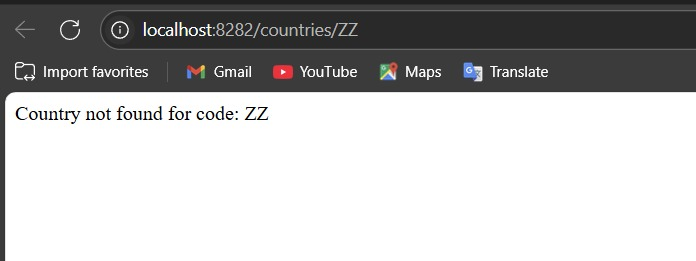 localhost:8282/countries/ZZ
Import favorites Gmail YouTube Maps Translate
Country not found for code: ZZ